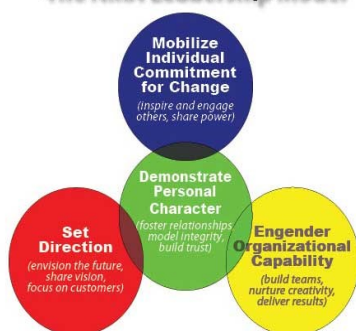 Mobilize
Individual
Commitment
for Change
(inspire and engage
others, share power)
Demonstrate
Personal
Character
(foster relationships,
model integrity,
build trust)
Set
Direction
(envision the future,
share vision,
focus on customers)
Engender
Organizational
Capability
(build teams,
nurture creativity,
deliver results)